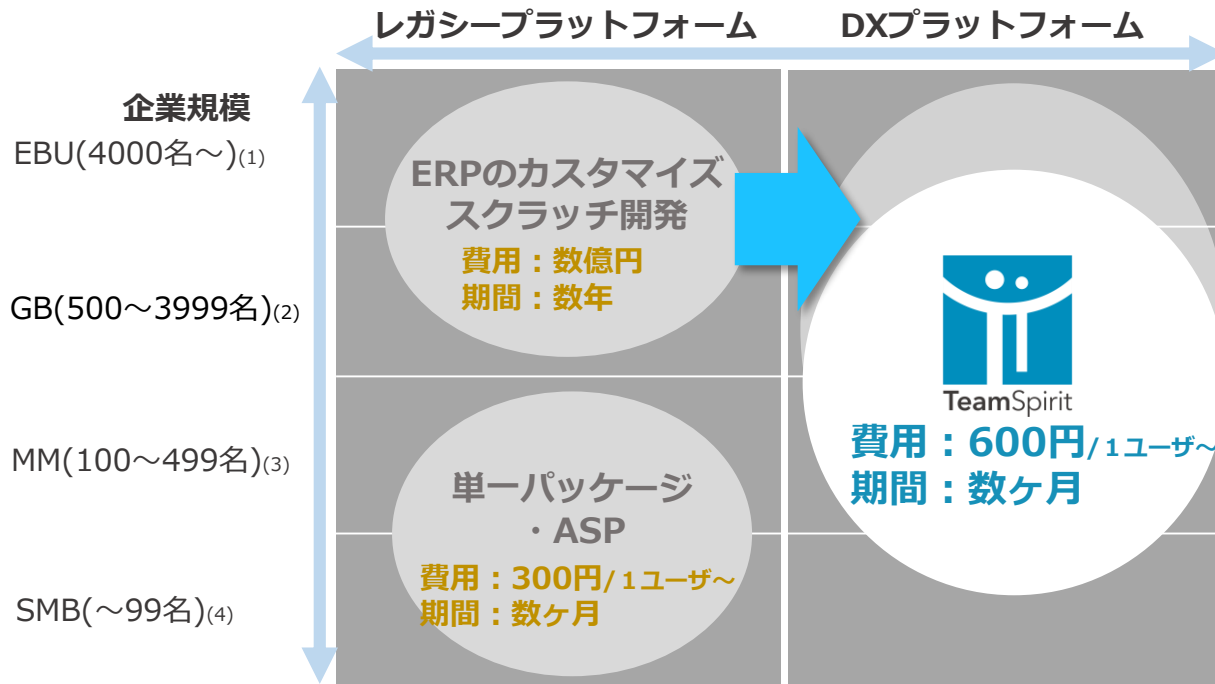 レガシープラットフォーム
DXプラットフォーム
企業規模
EBU(4000名～)(1)
GB(500～3999名)(2)
MM(100～499名)(3)
SMB(～99名)(4)
ERPのカスタマイズ
スクラッチ開発
費用：数億円
期間：数年
単一パッケージ
・ASP
費用：300円/１ユーザ～
期間：数ヶ月
TeamSpirit
費用：600円/１ユーザ～
期間：数ヶ月